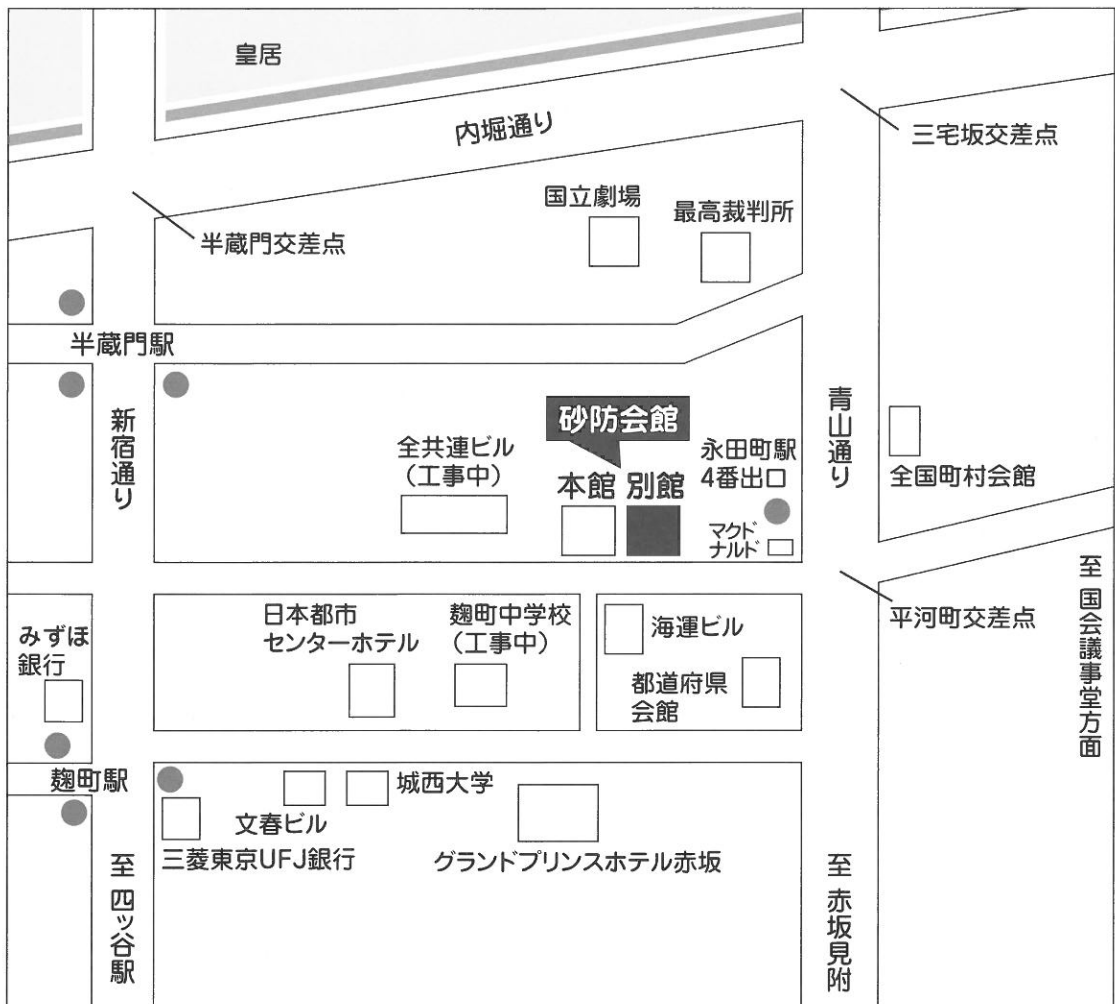 皇居
内堀通り
三宅坂交差点
国立劇場
最高裁判所
半蔵門交差点
半蔵門駅
新宿通り
青山通り
砂防会館
本館
別館
全共連ビル
（工事中）
永田町駅
4番出口
マクド
ナルド
全国町村会館
平河町交差点
至 国会議事堂方面
みずほ
銀行
日本都市
センターホテル
麹町中学校
（工事中）
海運ビル
都道府県
会館
麹町駅
文春ビル
城西大学
三菱東京UFJ銀行
グランドプリンスホテル赤坂
至 四ッ谷駅
至 赤坂見附